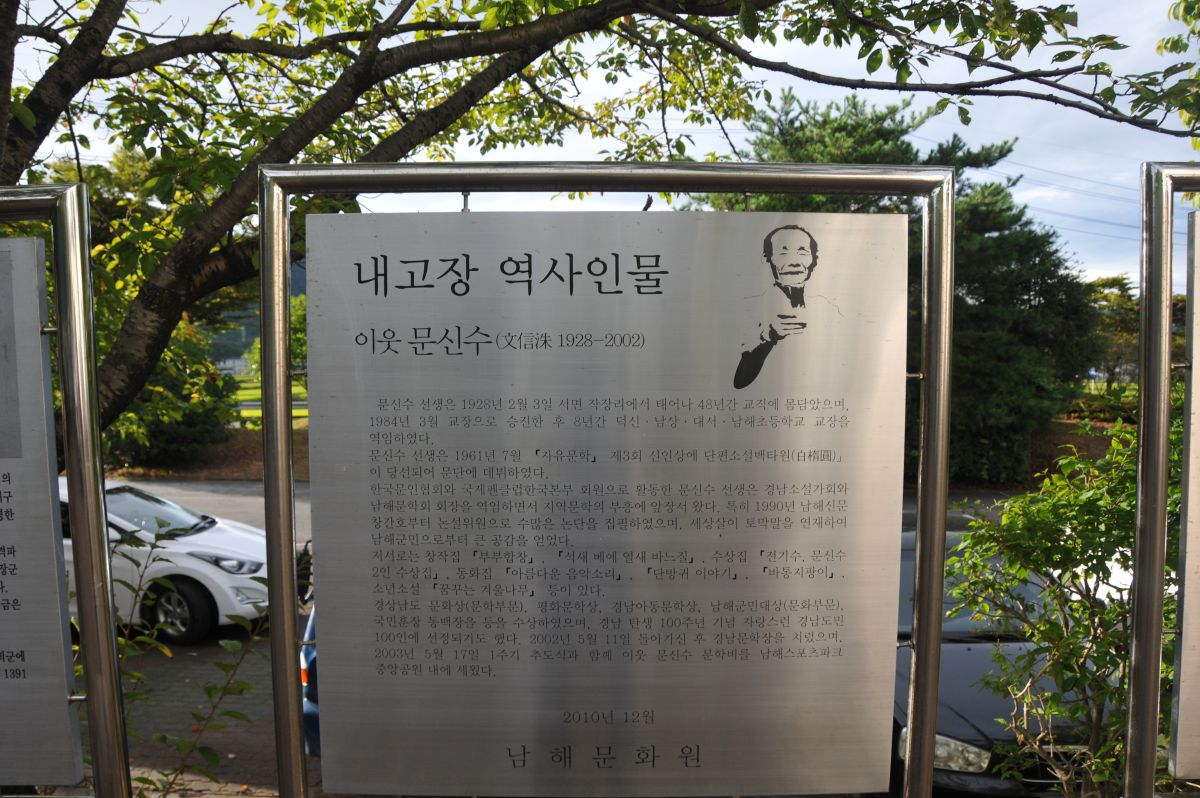 내고장 역사인물
이웃 문신수(文信洙 1928-2002)
문신수 선생은 1928년 2월 3일 서면 작장리에서 태어나 48년간 교직에 몸담았으며,
1984년 3월 교장으로 승진한 후 8년간 덕신·남상·대서·남해초등학교 교장을
역임하였다.
문신수 선생은 1961년 7월 『자유문학』 제3회 신인상에 단편소설백타원(白楕圓)」
이 당선되어 문단에 데뷔하였다.
한국문인협회와 국제펜클럽한국본부 회원으로 활동한 문신수 선생은 경남소설가회와
남해문학회 회장을 역임하면서 지역문학의 부흥에 앞장서 왔다. 특히 1990년 남해신문
창간호부터 논설위원으로 수많은 논단을 집필하였으며, 세상살이 토막말을 연재하여
남해군민으로부터 큰 공감을 얻었다.
저서로는 창작집 『부부합창』, 『석새 베에 열새 바느질』, 수상집 『전기수, 문신수
2인 수상집』, 동화집 『아름다운 음악소리』, 『단방귀 이야기』, 『바통지팡이』,
소년소설 『꿈꾸는 겨울나무』 등이 있다.
경상남도 문화상(문학부문), 평화문학상, 경남아동문학상, 남해군민대상(문화부문),
국민훈장 동백장을 등을 수상하였으며, 경남 탄생 100주년 기념 자랑스런 경남도민
100인에 선정되기도 했다. 2002년 5월 11일 돌아가신 후 경남문학장을 치렀으며,
2003년 5월 17일 1주기 추도식과 함께 이웃 문신수 문학비를 남해스포츠파크
중앙공원 내에 세웠다.
2010년 12월
남해문화원
1391